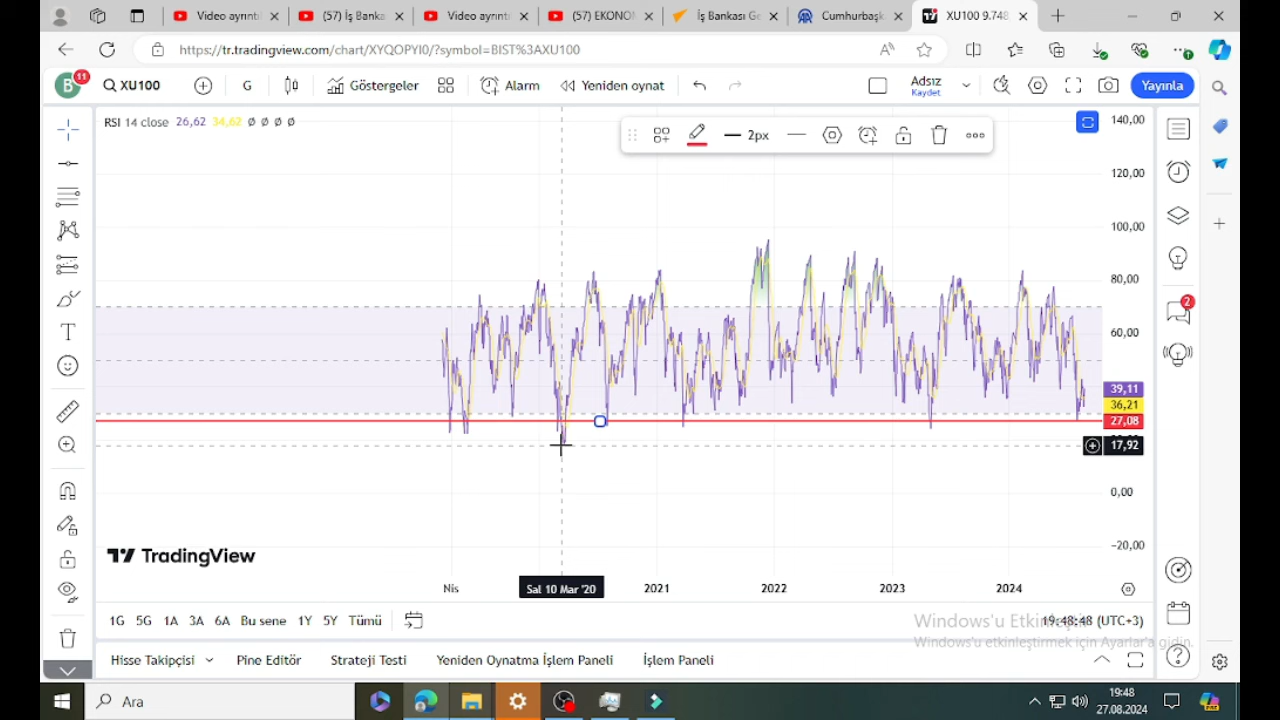 Video ayrıntıl
(57) İş Banka
Video ayrıntı
(57) EKONO
İş Bankası Ge
Cumhurbaşk
XU100 9.748
https://tr.tradingview.com/chart/XYQOPYI0/?symbol=BIST%3AXU100
B
11
XU100
G
Göstergeler
Alarm
Yeniden oynat
Adsız
Kaydet
Yayınla
RSI 14 close 26,62 34,62 Ø Ø Ø Ø
2px
140,00
120,00
100,00
80,00
60,00
39,11
36,21
27,08
17,92
0,00
−20,00
2
TradingView
Nis
Sal 10 Mar '20
2021
2022
2023
2024
1G 5G 1A 3A 6A Bu sene 1Y 5Y Tümü
19:48:48 (UTC+3)
Windows'u etkinleştirmek için Ayarlar'a gidin.
Hisse Takipçisi
Pine Editör
Strateji Testi
Yeniden Oynatma İşlem Paneli
İşlem Paneli
Ara
19:48
27.08.2024